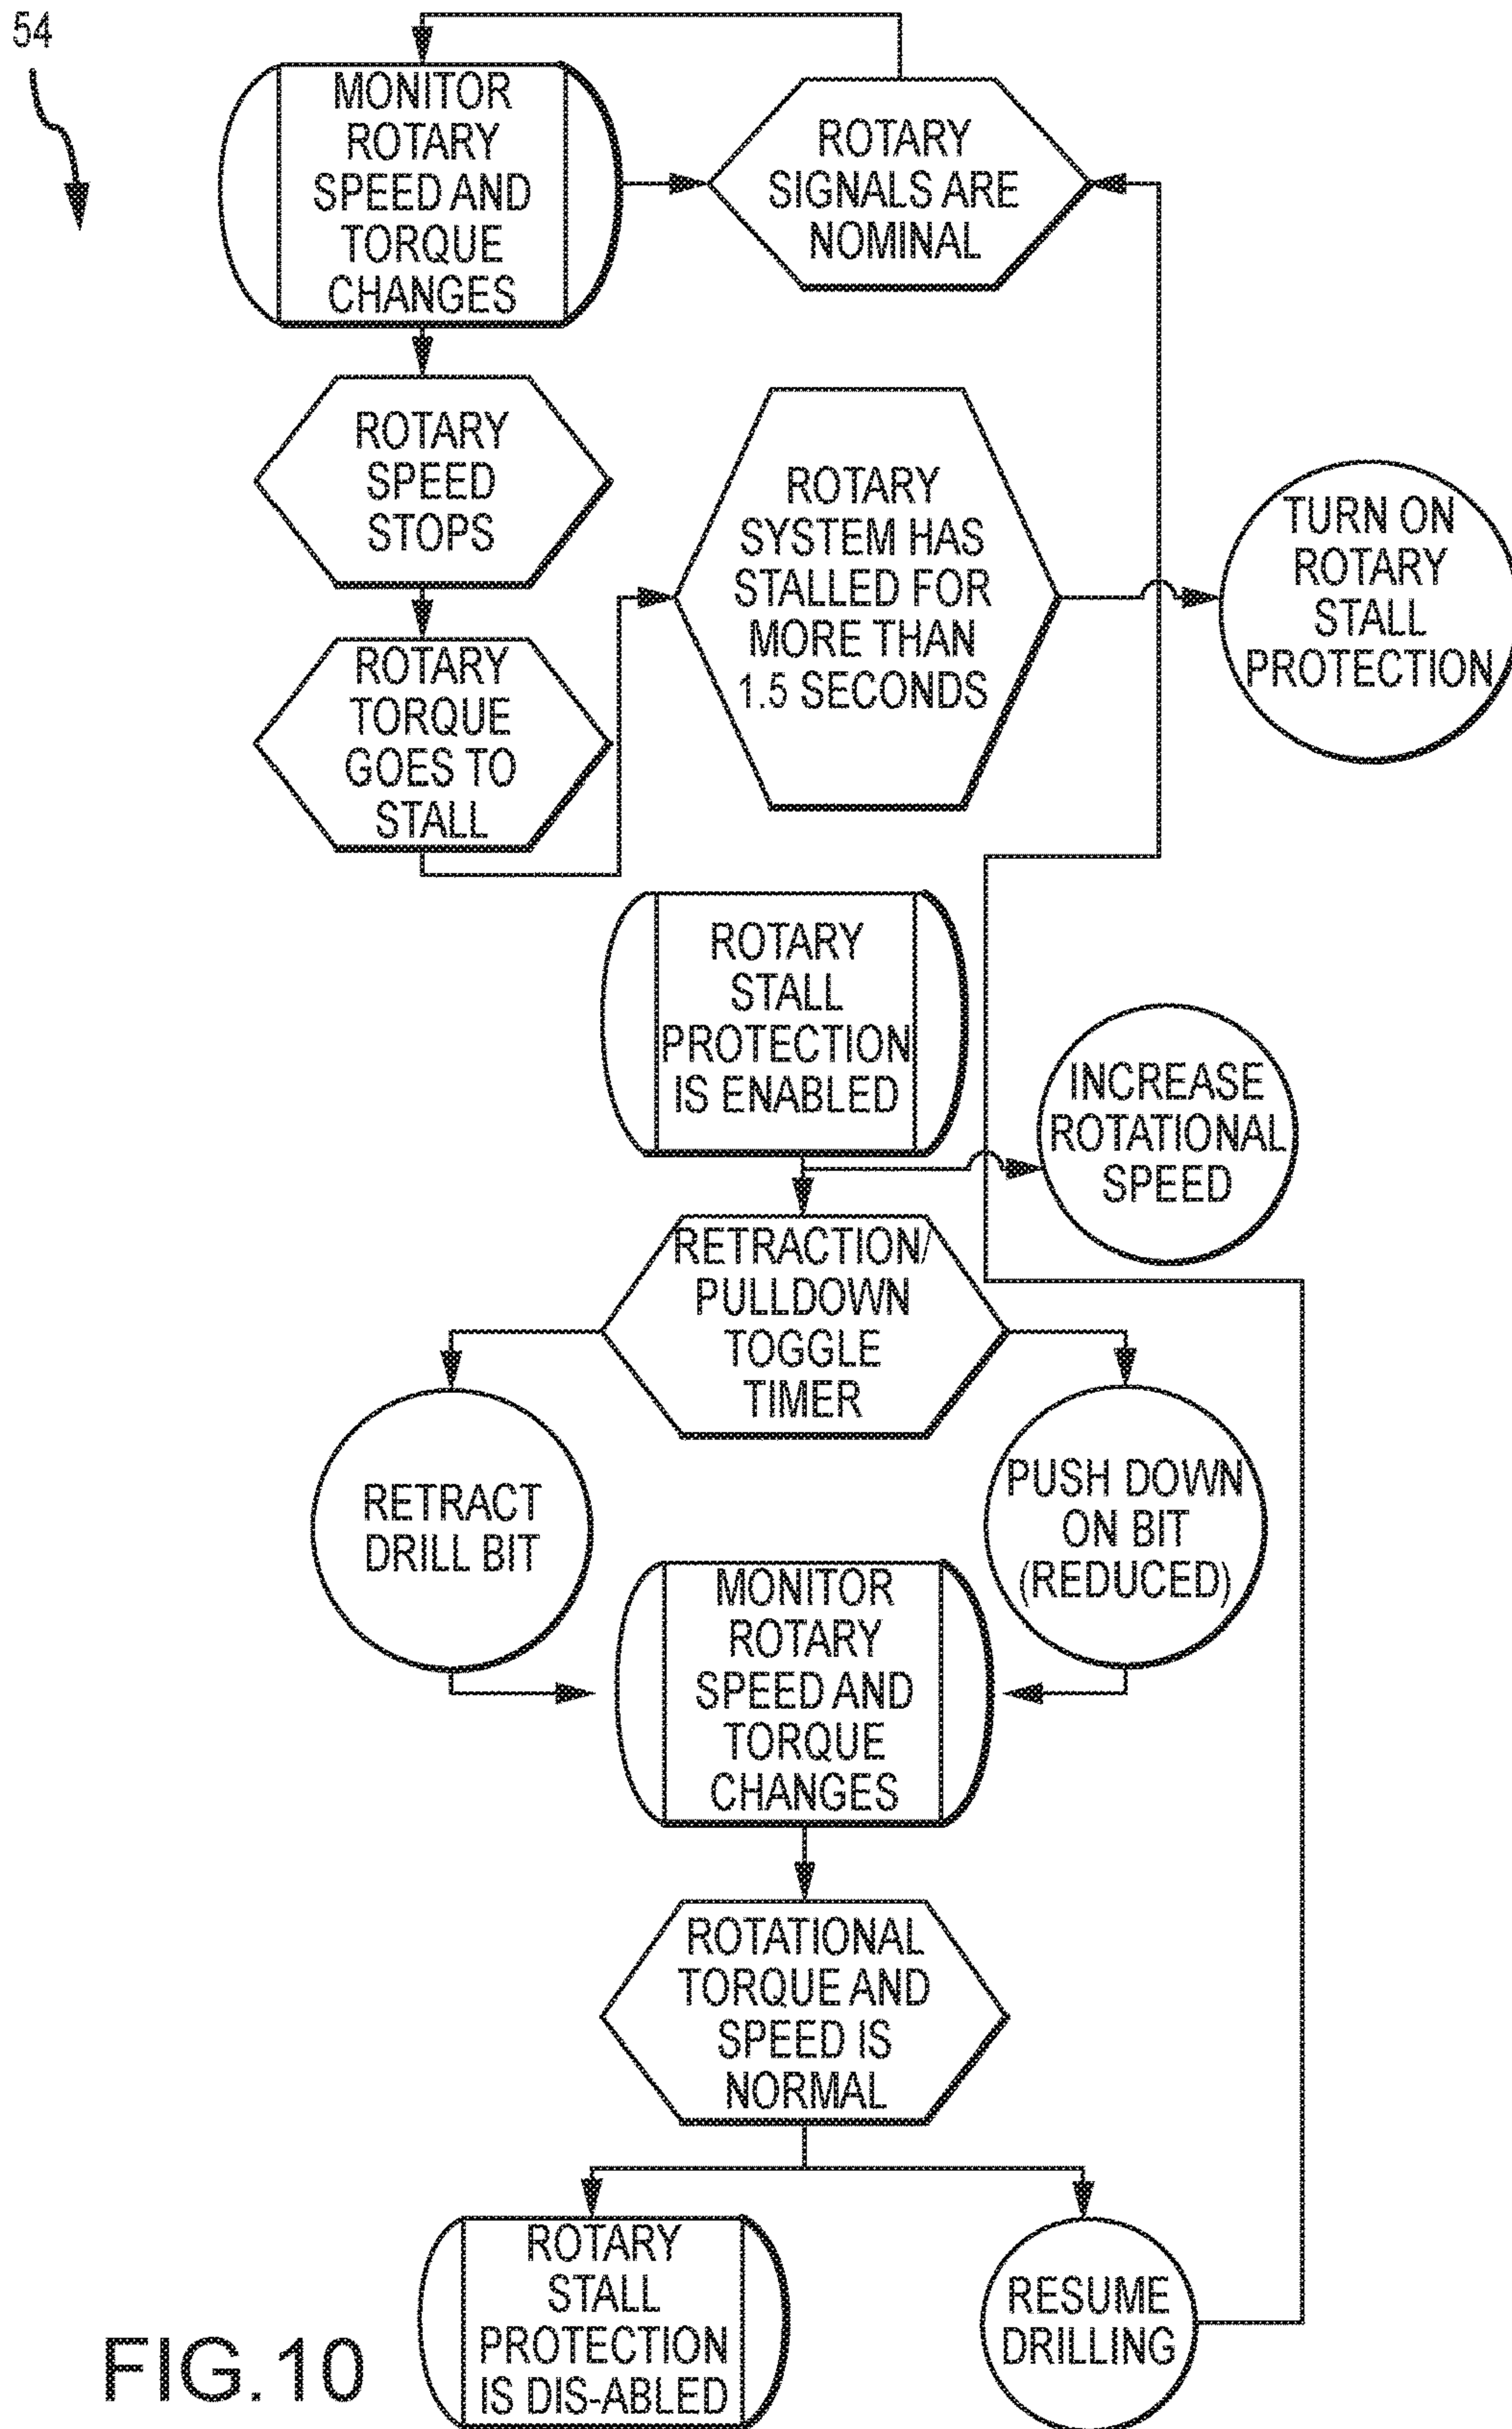 54
MONITOR
ROTARY
SPEED AND
TORQUE
CHANGES
ROTARY
SIGNALS ARE
NOMINAL
ROTARY
SPEED
STOPS
ROTARY
SYSTEM HAS
STALLED FOR
MORE THAN
1.5 SECONDS
TURN ON
ROTARY
STALL
PROTECTION
ROTARY
TORQUE
GOES TO
STALL
ROTARY
STALL
PROTECTION
IS ENABLED
INCREASE
ROTATIONAL
SPEED
RETRACTION/
PULLDOWN
TOGGLE
TIMER
RETRACT
DRILL BIT
PUSH DOWN
ON BIT
(REDUCED)
MONITOR
ROTARY
SPEED AND
TORQUE
CHANGES
ROTATIONAL
TORQUE AND
SPEED IS
NORMAL
ROTARY
STALL
PROTECTION
IS DIS-ABLED
RESUME
DRILLING
FIG.10